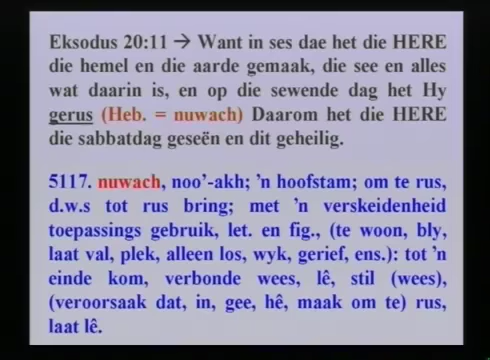 Eksodus 20:11 → Want in ses dae het die HERE
die hemel en die aarde gemaak, die see en alles
wat daarin is, en op die sewende dag het Hy
gerus (Heb. = nuwach) Daarom het die HERE
die sabbatdag geseën en dit geheilig.
5117. nuwach, noo'-akh; 'n hoofstam; om te rus,
d.w.s tot rus bring; met 'n verskeidenheid
toepassings gebruik, let. en fig., (te woon, bly,
laat val, plek, alleen los, wyk, gerief, ens.): tot 'n
einde kom, verbonde wees, lê, stil (wees),
(veroorsaak dat, in, gee, hê, maak om te) rus,
laat lê.